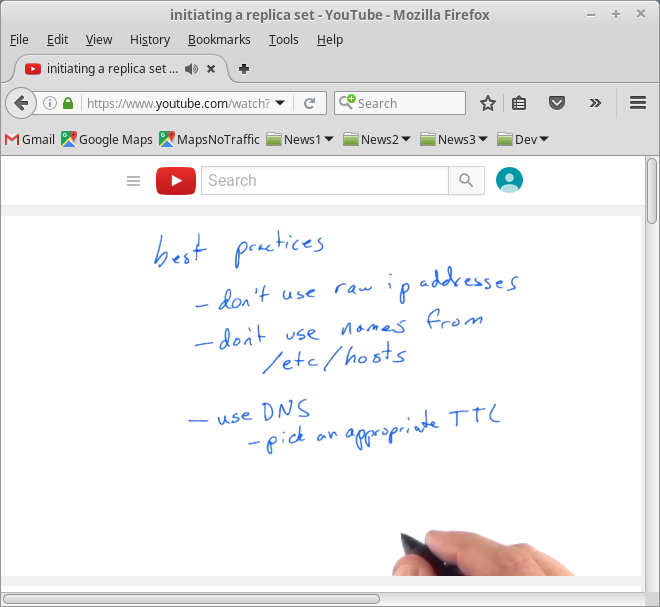 initiating a replica set - YouTube - Mozilla Firefox
File Edit View History Bookmarks Tools Help
initiating a replica set ...
https://www.youtube.com/watch? Search
Gmail Google Maps MapsNoTraffic News1 News2 News3 Dev
Search
best practices
- don't use raw ip addresses
- don't use names from
/etc/hosts
- use DNS
- pick an appropriate TTL